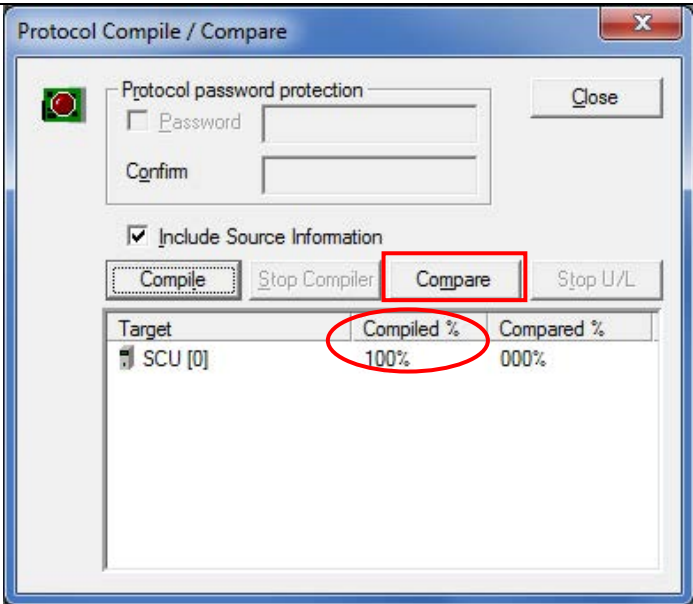 Protocol Compile / Compare
Protocol password protection
Password
Confirm
Close
Include Source Information
Compile Stop Compiler Compare Stop U/L
Target Compiled % Compared %
SCU [0] 100% 000%